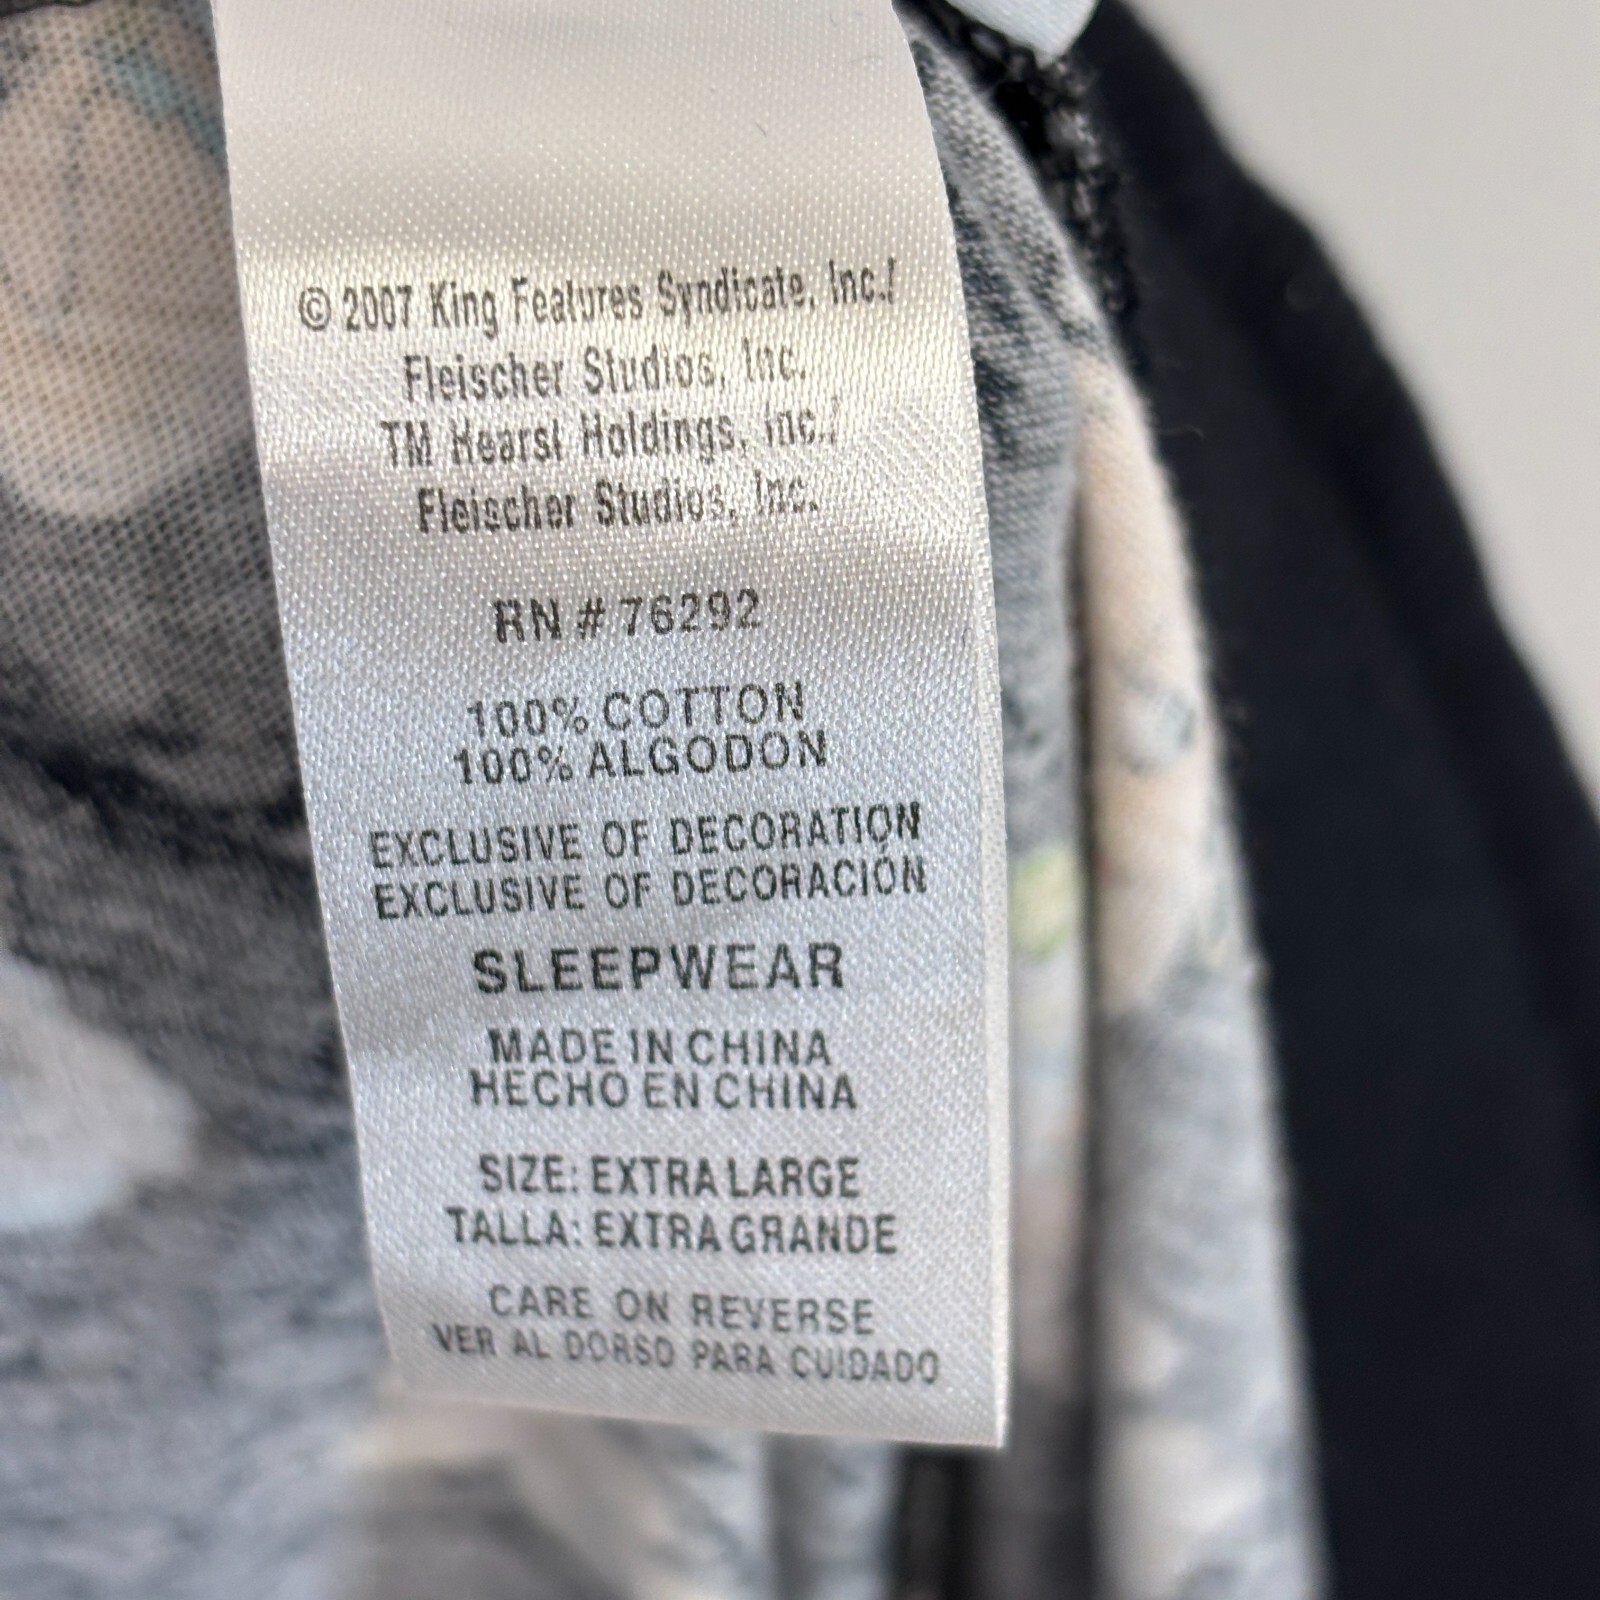 © 2007 King Features Syndicate, Inc./
Fleischer Studios, Inc.
TM Hearst Holdings, Inc./
Fleischer Studios, Inc.
RN # 76292
100% COTTON
100% ALGODON
EXCLUSIVE OF DECORATION
EXCLUSIVE OF DECORACIÓN
SLEEPWEAR
MADE IN CHINA
HECHO EN CHINA
SIZE: EXTRA LARGE
TALLA: EXTRA GRANDE
CARE ON REVERSE
VER AL DORSO PARA CUIDADO